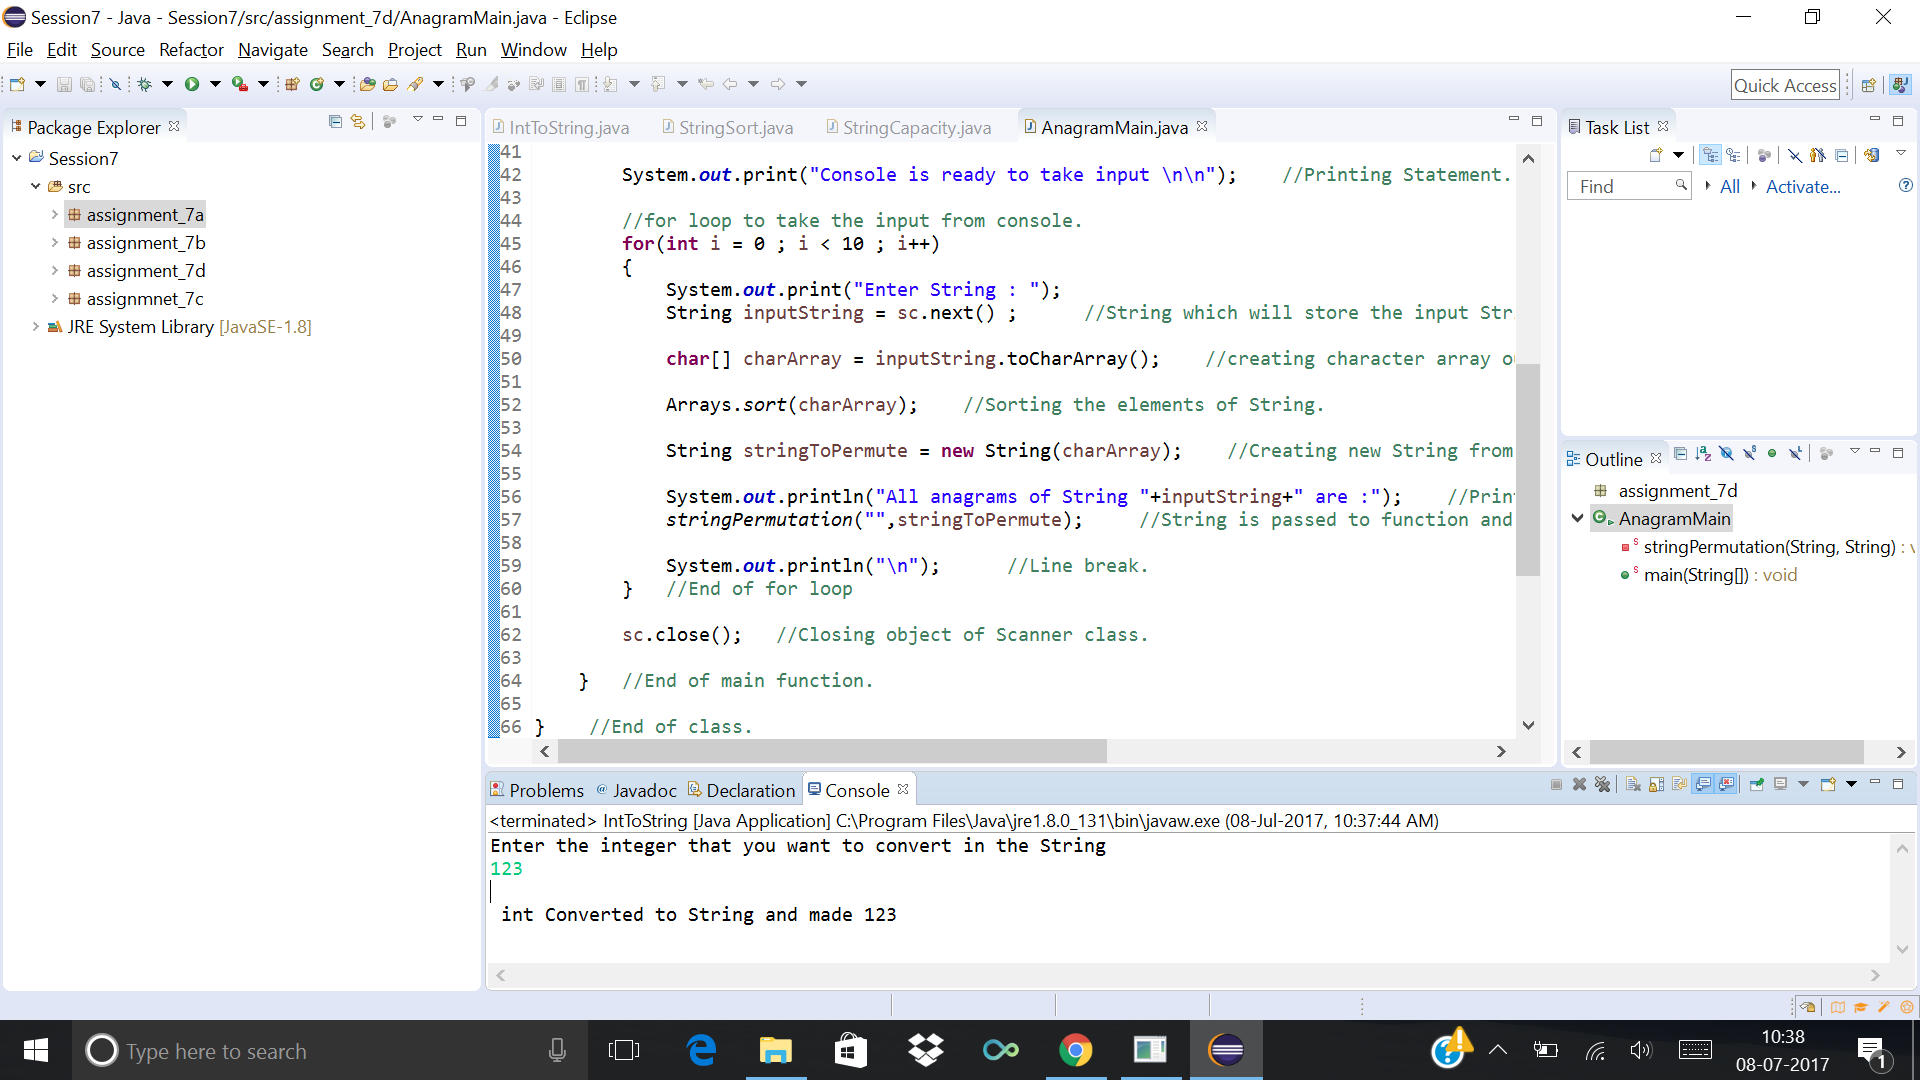 Session7 - Java - Session7/src/assignment_7d/AnagramMain.java - Eclipse
File Edit Source Refactor Navigate Search Project Run Window Help
Quick Access
Package Explorer
Session7
src
assignment_7a
assignment_7b
assignment_7d
assignmnet_7c
JRE System Library [JavaSE-1.8]
IntToString.java StringSort.java StringCapacity.java AnagramMain.java
41
42 System.out.print("Console is ready to take input \n\n"); //Printing Statement.
43
44 //for loop to take the input from console.
45 for(int i = 0 ; i < 10 ; i++)
46 {
47 System.out.print("Enter String : ");
48 String inputString = sc.next() ; //String which will store the input Str
49
50 char[] charArray = inputString.toCharArray(); //creating character array o
51
52 Arrays.sort(charArray); //Sorting the elements of String.
53
54 String stringToPermute = new String(charArray); //Creating new String from
55
56 System.out.println("All anagrams of String "+inputString+" are :"); //Prin
57 stringPermutation("",stringToPermute); //String is passed to function and
58
59 System.out.println("\n"); //Line break.
60 } //End of for loop
61
62 sc.close(); //Closing object of Scanner class.
63
64 } //End of main function.
65
66 } //End of class.
Task List
Find All Activate...
Outline
assignment_7d
AnagramMain
stringPermutation(String, String) : v
main(String[]) : void
Problems Javadoc Declaration Console
<terminated> IntToString [Java Application] C:\Program Files\Java\jre1.8.0_131\bin\javaw.exe (08-Jul-2017, 10:37:44 AM)
Enter the integer that you want to convert in the String
123
int Converted to String and made 123
Type here to search
10:38
08-07-2017
1